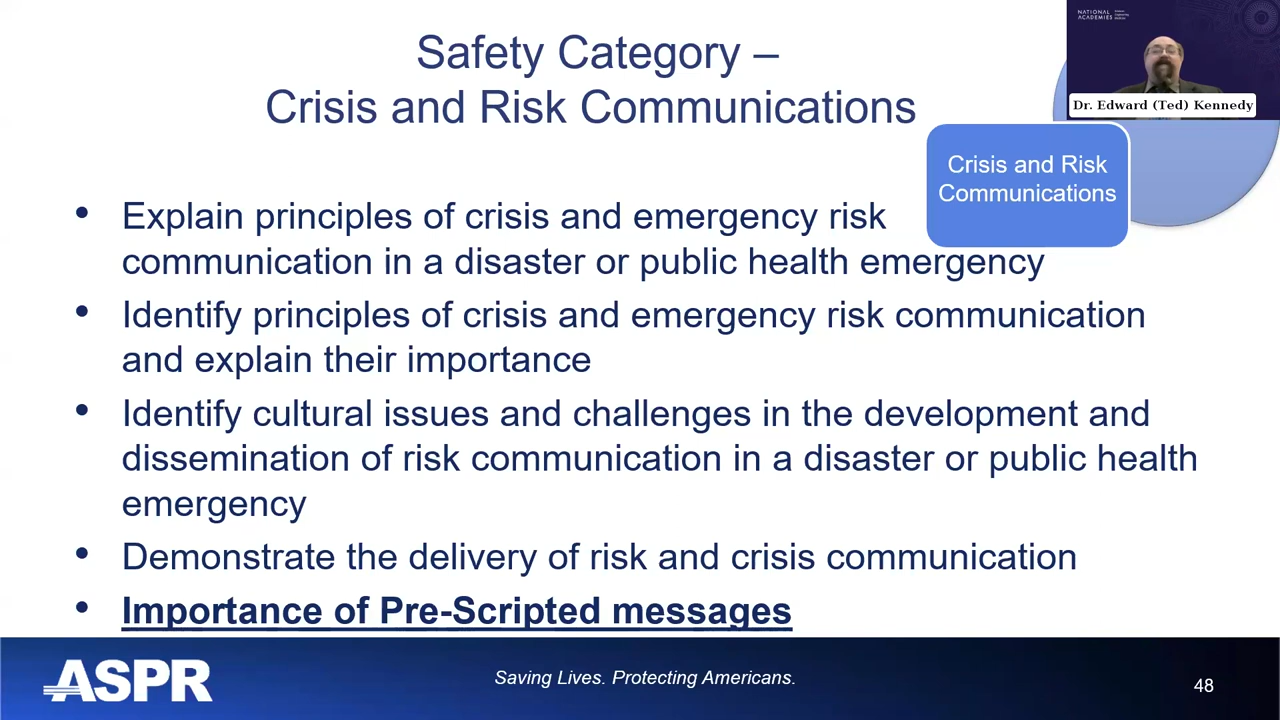 Safety Category –
Crisis and Risk Communications
NATIONAL
ACADEMIES
Sciences
Engineering
Medicine
Dr. Edward (Ted) Kennedy
Crisis and Risk
Communications
• Explain principles of crisis and emergency risk
communication in a disaster or public health emergency
• Identify principles of crisis and emergency risk communication
and explain their importance
• Identify cultural issues and challenges in the development and
dissemination of risk communication in a disaster or public health
emergency
• Demonstrate the delivery of risk and crisis communication
• Importance of Pre-Scripted messages
ASPR
Saving Lives. Protecting Americans.
48